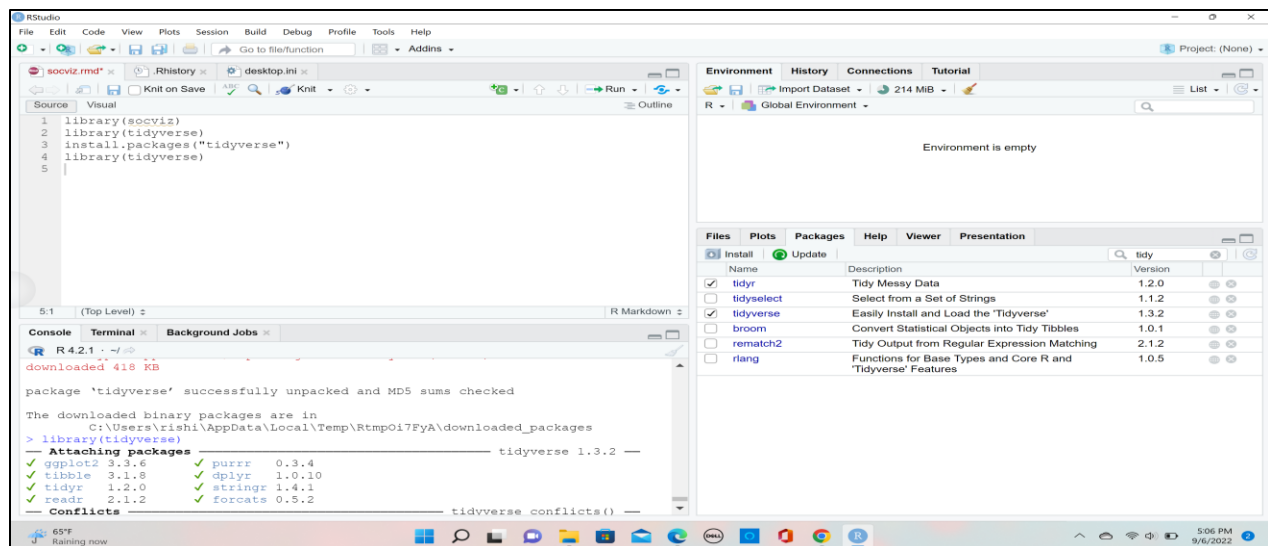 RStudio
File Edit Code View Plots Session Build Debug Profile Tools Help
Go to file/function Addins Project: (None)
socviz.rmd* .Rhistory desktop.ini
Knit on Save ABC Knit Run
Source Visual Outline
1 library(socviz)
2 library(tidyverse)
3 install.packages("tidyverse")
4 library(tidyverse)
5
5:1 (Top Level) R Markdown
Console Terminal Background Jobs
R R 4.2.1 · ~/
downloaded 418 KB
package ‘tidyverse’ successfully unpacked and MD5 sums checked
The downloaded binary packages are in
C:\Users\rishi\AppData\Local\Temp\RtmpOi7FyA\downloaded_packages
> library(tidyverse)
── Attaching packages ── tidyverse 1.3.2 ──
✓ ggplot2 3.3.6 ✓ purrr 0.3.4
✓ tibble 3.1.8 ✓ dplyr 1.0.10
✓ tidyr 1.2.0 ✓ stringr 1.4.1
✓ readr 2.1.2 ✓ forcats 0.5.2
── Conflicts ── tidyverse_conflicts() ──
Environment History Connections Tutorial
Import Dataset 214 MiB List
R Global Environment
Environment is empty
Files Plots Packages Help Viewer Presentation
Install Update tidy
Name Description Version
tidyr Tidy Messy Data 1.2.0
tidyselect Select from a Set of Strings 1.1.2
tidyverse Easily Install and Load the 'Tidyverse' 1.3.2
broom Convert Statistical Objects into Tidy Tibbles 1.0.1
rematch2 Tidy Output from Regular Expression Matching 2.1.2
rlang Functions for Base Types and Core R and 1.0.5
'Tidyverse' Features
65°F
Raining now
DELL
R
5:06 PM
9/6/2022 2